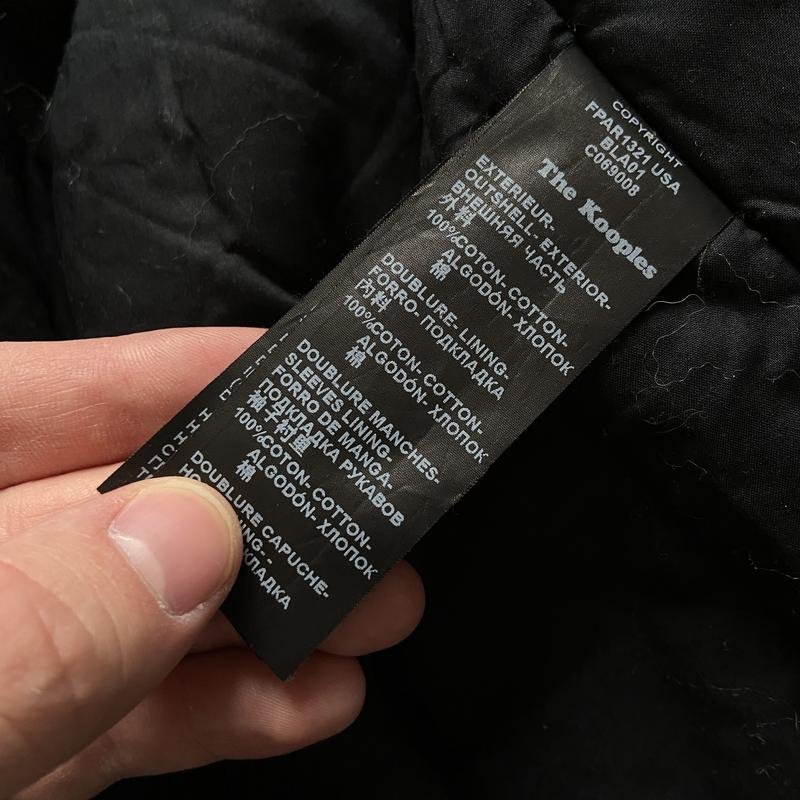 COPYRIGHT
FPAR1321 USA
BLA01
C069008
The Kooples
EXTERIEUR-
OUTSHELL- EXTERIOR-
ВНЕШНЯЯ ЧАСТЬ
外料
100%COTON- COTTON-
ALGODÓN- ХЛОПОК
棉
DOUBLURE- LINING-
FORRO- ПОДКЛАДКА
內料
100%COTON- COTTON-
ALGODÓN- ХЛОПОК
棉
DOUBLURE MANCHES-
SLEEVES LINING-
FORRO DE MANGA-
ПОДКЛАДКА РУКАВОВ
袖子衬里
100%COTON- COTTON-
ALGODÓN- ХЛОПОК
棉
DOUBLURE CAPUCHE-